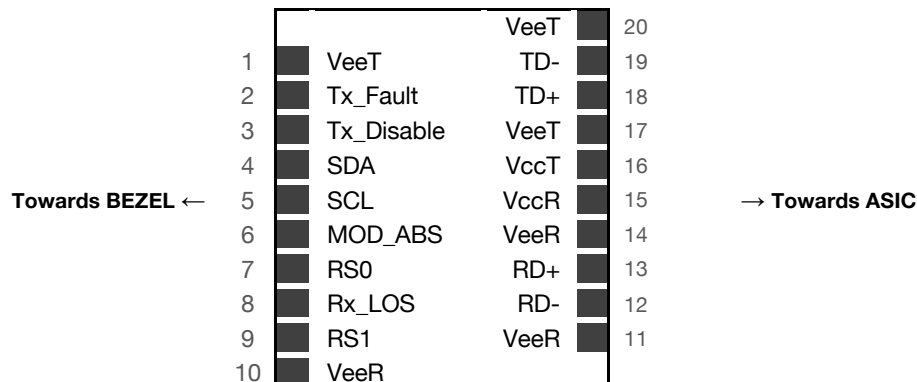 VeeT 20
1 VeeT TD- 19
2 Tx_Fault TD+ 18
3 Tx_Disable VeeT 17
4 SDA VccT 16
Towards BEZEL ← 5 SCL VccR 15 → Towards ASIC
6 MOD_ABS VeeR 14
7 RS0 RD+ 13
8 Rx_LOS RD- 12
9 RS1 VeeR 11
10 VeeR